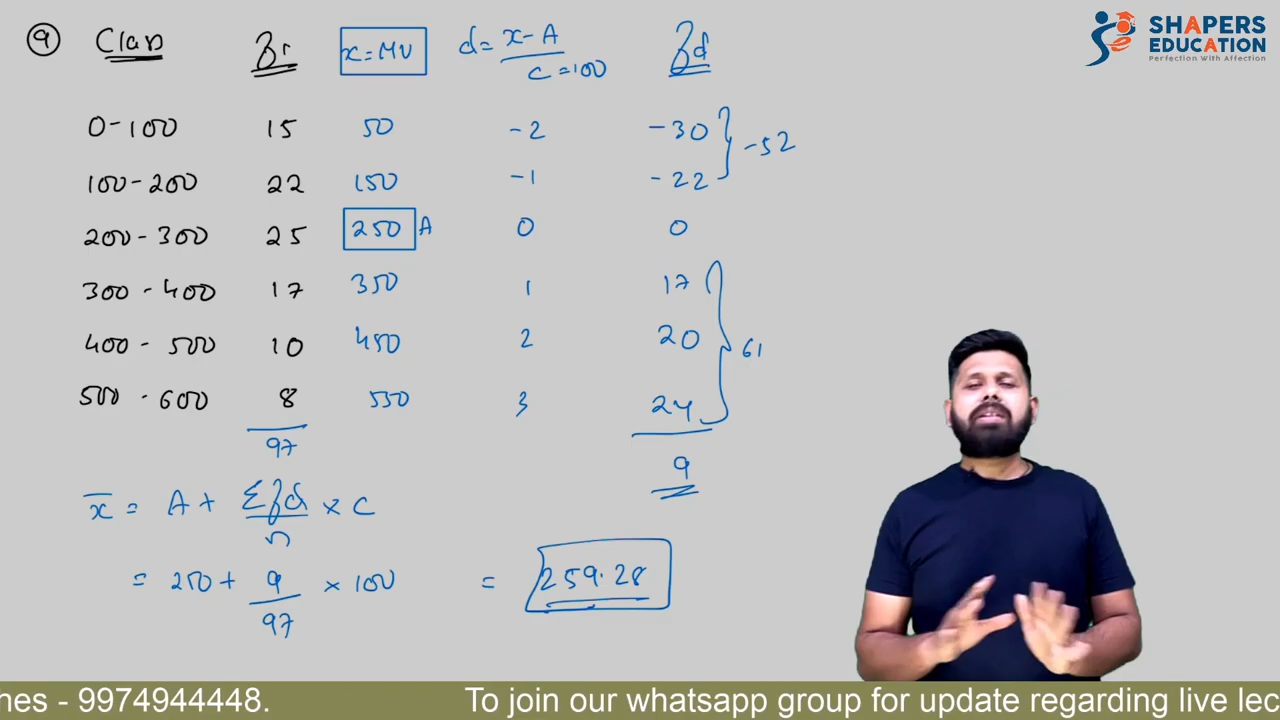 9 Class fr x = MV d = x - A / c = 100 fd
SHAPERS
EDUCATION
Perfection With Affection
0-100 15 50 -2 -30
-52
100-200 22 150 -1 -22
200-300 25 250 A 0 0
300-400 17 350 1 17
400-500 10 450 2 20
61
500-600 8 550 3 24
97
9
x̄ = A + Σfd / n × C
= 250 + 9 / 97 × 100 = 259.28
hes - 9974944448. To join our whatsapp group for update regarding live lec